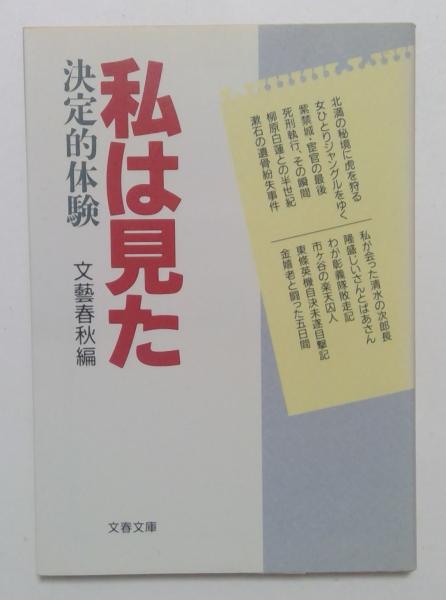 私は見た
決定的体験
文藝春秋編
北満の秘境に虎を狩る
女ひとりジャングルをゆく
紫禁城・宦官の最後
死刑執行、その瞬間
柳原白蓮との半世紀
漱石の遺骨紛失事件
私が会った清水の次郎長
隆盛じいさんとばあさん
わが彰義隊敗走記
市ヶ谷の楽天囚人
東條英機自決未遂目撃記
金嬉老と闘った五日間
文春文庫